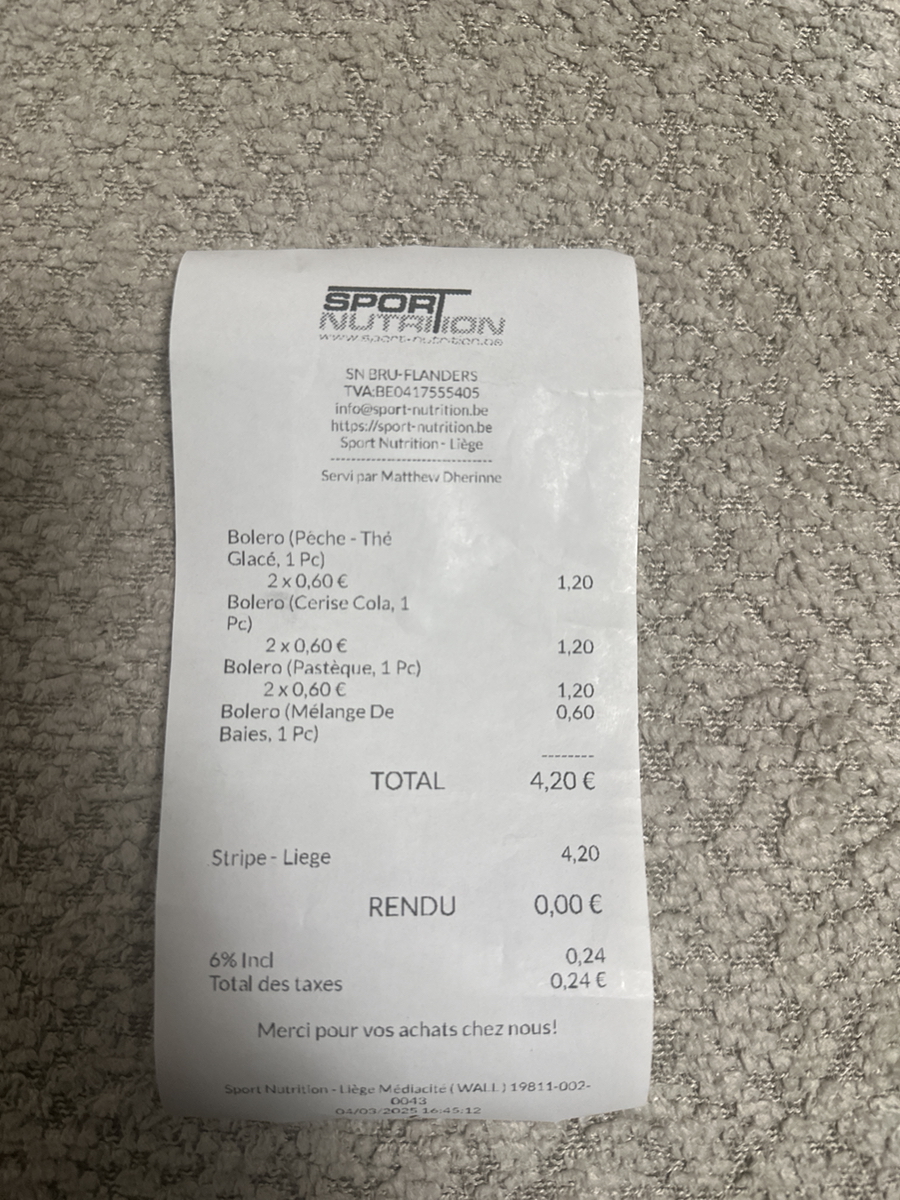 SPORT
NUTRITION
www.sport-nutrition.be
SN BRU-FLANDERS
TVA:BE0417555405
info@sport-nutrition.be
https://sport-nutrition.be
Sport Nutrition - Liège
--------------------------------
Servi par Matthew Dherinne
Bolero (Pêche - Thé
Glacé, 1 Pc)
2 x 0,60 € 1,20
Bolero (Cerise Cola, 1
Pc)
2 x 0,60 € 1,20
Bolero (Pastèque, 1 Pc)
2 x 0,60 € 1,20
Bolero (Mélange De 0,60
Baies, 1 Pc)
--------
TOTAL 4,20 €
Stripe - Liege 4,20
RENDU 0,00 €
6% Incl 0,24
Total des taxes 0,24 €
Merci pour vos achats chez nous!
Sport Nutrition - Liège Médiacité ( WALL ) 19811-002-
0043
04/03/2025 16:45:12